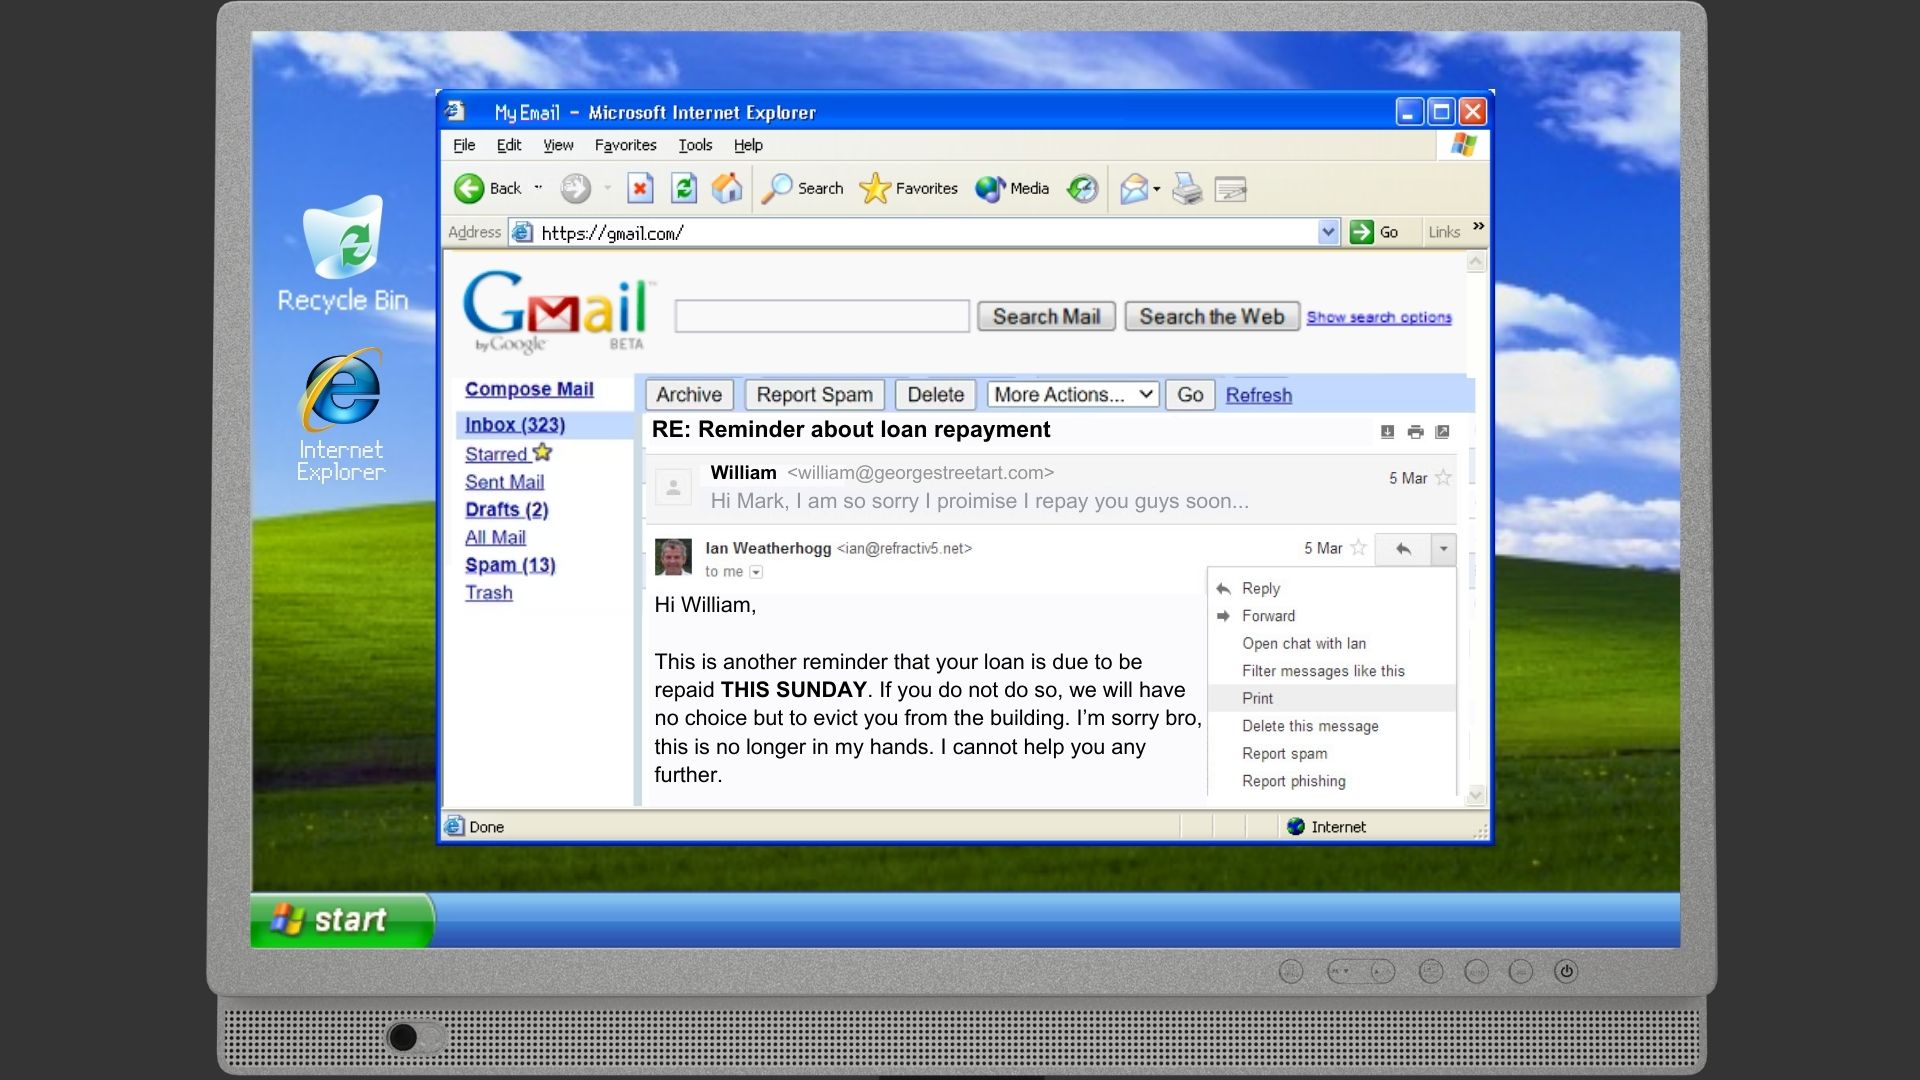 My Email - Microsoft Internet Explorer
File Edit View Favorites Tools Help
Back Search Favorites Media
Address https://gmail.com/ Go Links »
Recycle Bin
Internet
Explorer
Gmail
by Google BETA
Search Mail Search the Web Show search options
Compose Mail
Inbox (323)
Starred
Sent Mail
Drafts (2)
All Mail
Spam (13)
Trash
Archive Report Spam Delete More Actions... Go Refresh
RE: Reminder about loan repayment
William <william@georgestreetart.com> 5 Mar
Hi Mark, I am so sorry I proimise I repay you guys soon...
Ian Weatherhogg <ian@refractiv5.net> 5 Mar
to me
Hi William,
This is another reminder that your loan is due to be
repaid THIS SUNDAY. If you do not do so, we will have
no choice but to evict you from the building. I'm sorry bro,
this is no longer in my hands. I cannot help you any
further.
Reply
Forward
Open chat with Ian
Filter messages like this
Print
Delete this message
Report spam
Report phishing
Done Internet
start